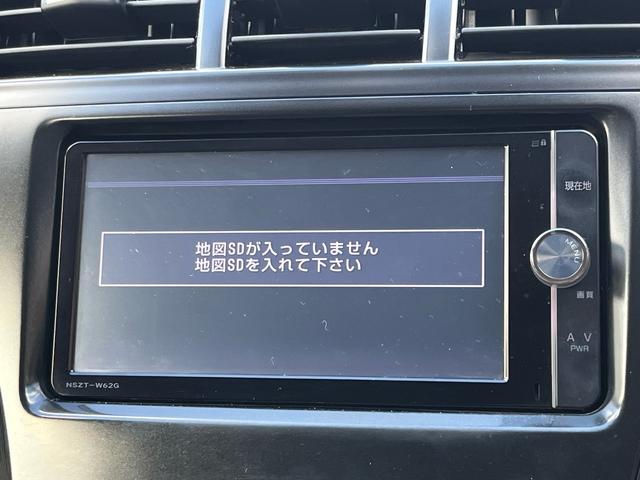 現在地
地図SDが入っていません
地図SDを入れて下さい
MENU
画質
A V
PWR
NSZT-W62G